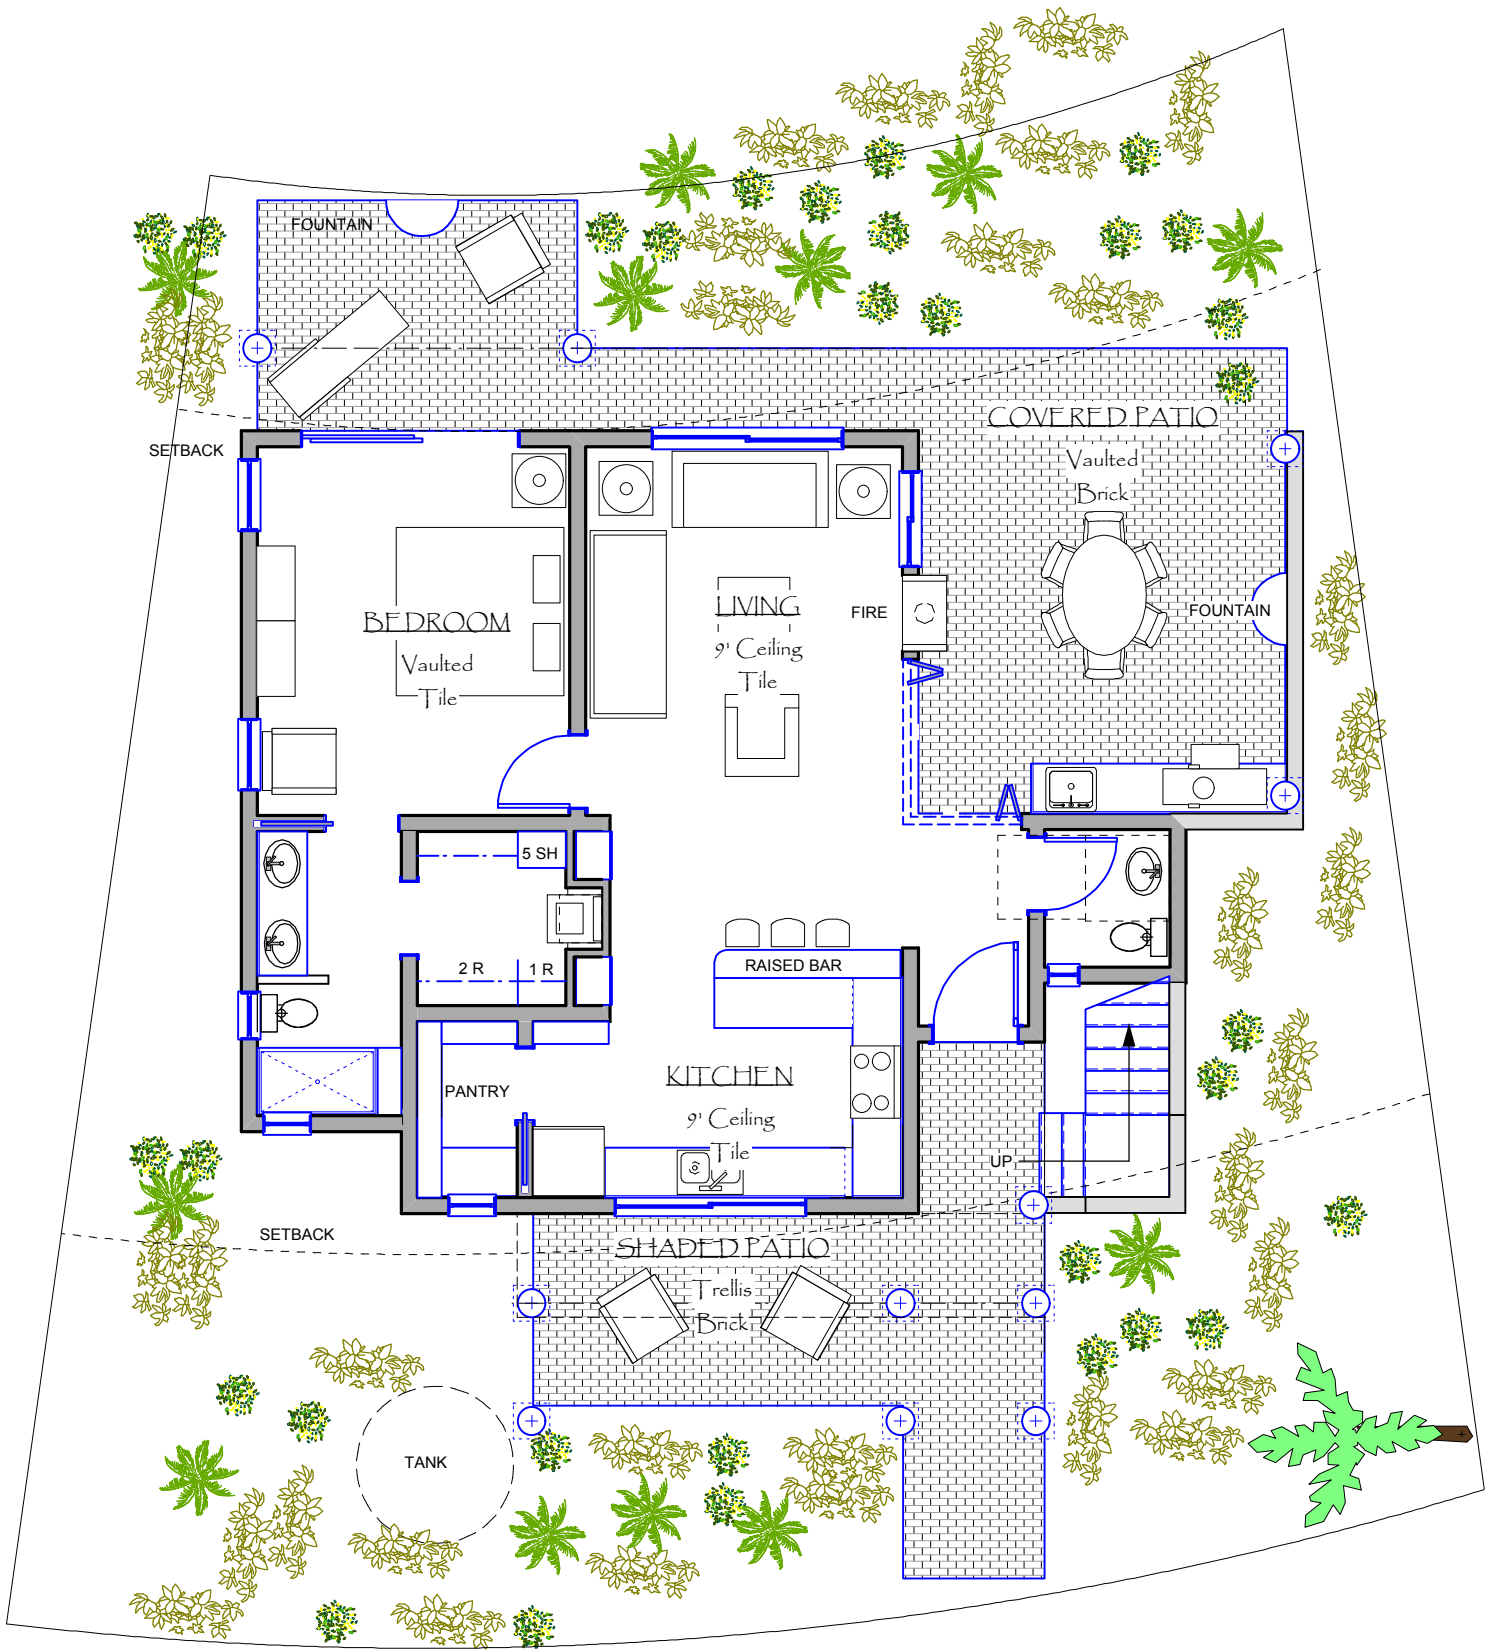 FOUNTAIN
COVERED PATIO
Vaulted
Brick
SETBACK
BEDROOM
Vaulted
Tile
LIVING
9' Ceiling
Tile
FIRE
FOUNTAIN
5 SH
2 R
1 R
RAISED BAR
PANTRY
KITCHEN
9' Ceiling
Tile
UP
SETBACK
SHADED PATIO
Trellis
Brick
TANK